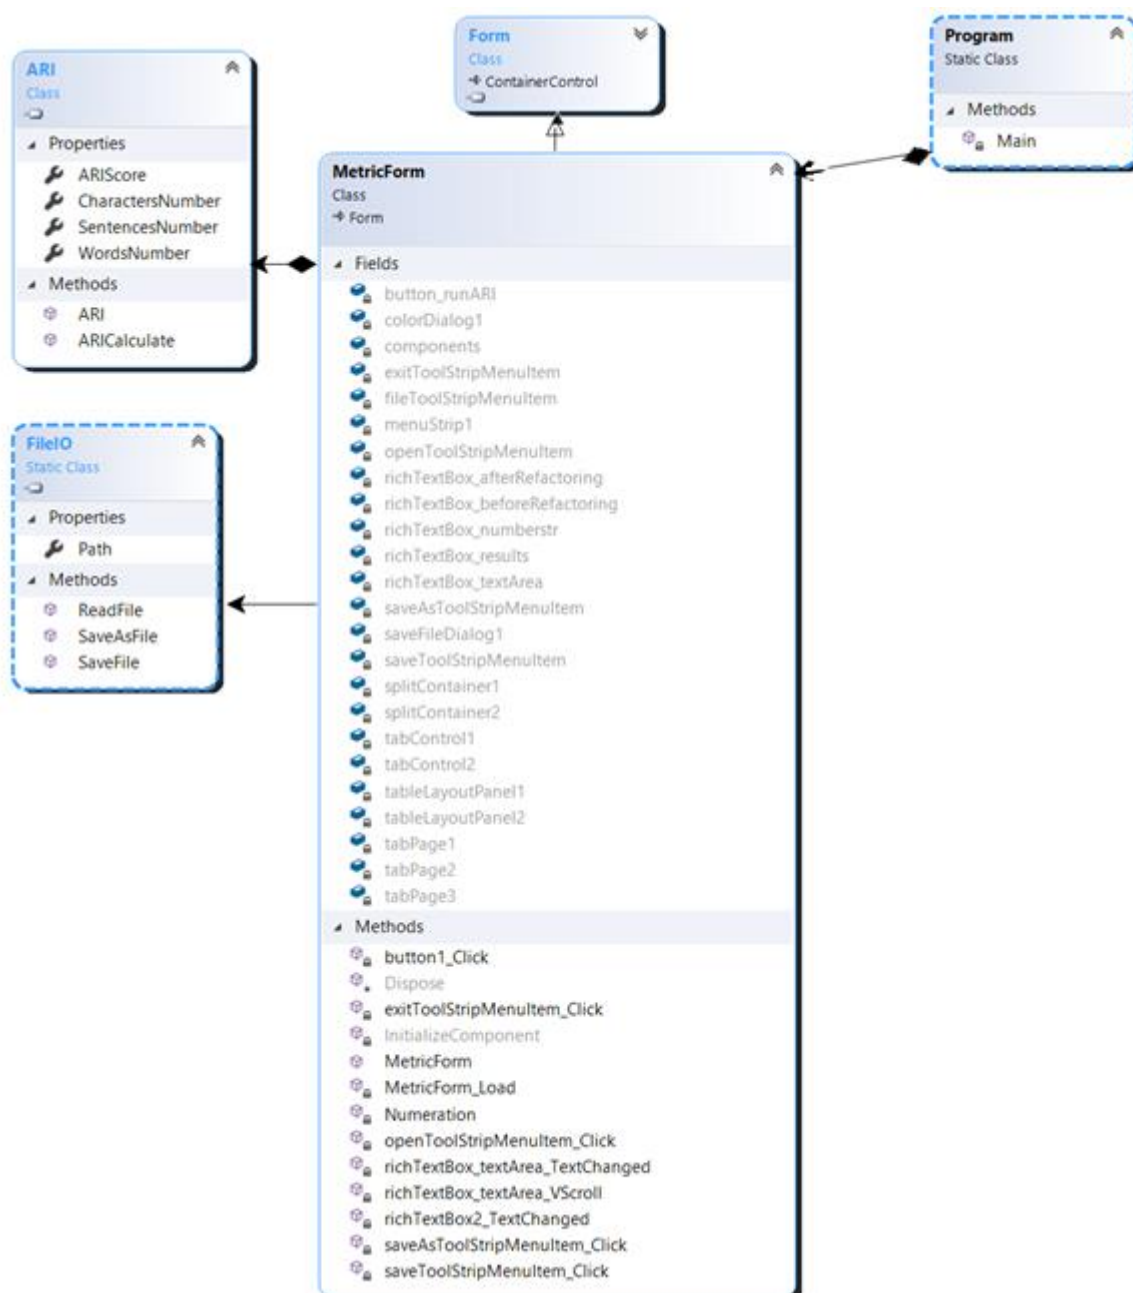 ARI
Class
Properties
ARIScore
CharactersNumber
SentencesNumber
WordsNumber
Methods
ARI
ARICalculate
FileIO
Static Class
Properties
Path
Methods
ReadFile
SaveAsFile
SaveFile
Form
Class
ContainerControl
MetricForm
Class
Form
Fields
button_runARI
colorDialog1
components
exitToolStripMenuItem
fileToolStripMenuItem
menuStrip1
openToolStripMenuItem
richTextBox_afterRefactoring
richTextBox_beforeRefactoring
richTextBox_numberstr
richTextBox_results
richTextBox_textArea
saveAsToolStripMenuItem
saveFileDialog1
saveToolStripMenuItem
splitContainer1
splitContainer2
tabControl1
tabControl2
tableLayoutPanel1
tableLayoutPanel2
tabPage1
tabPage2
tabPage3
Methods
button1_Click
Dispose
exitToolStripMenuItem_Click
InitializeComponent
MetricForm
MetricForm_Load
Numeration
openToolStripMenuItem_Click
richTextBox_textArea_TextChanged
richTextBox_textArea_VScroll
richTextBox2_TextChanged
saveAsToolStripMenuItem_Click
saveToolStripMenuItem_Click
Program
Static Class
Methods
Main